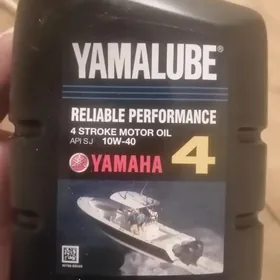 YAMALUBE®
RELIABLE PERFORMANCE
4 STROKE MOTOR OIL
API SJ 10W-40
YAMAHA 4